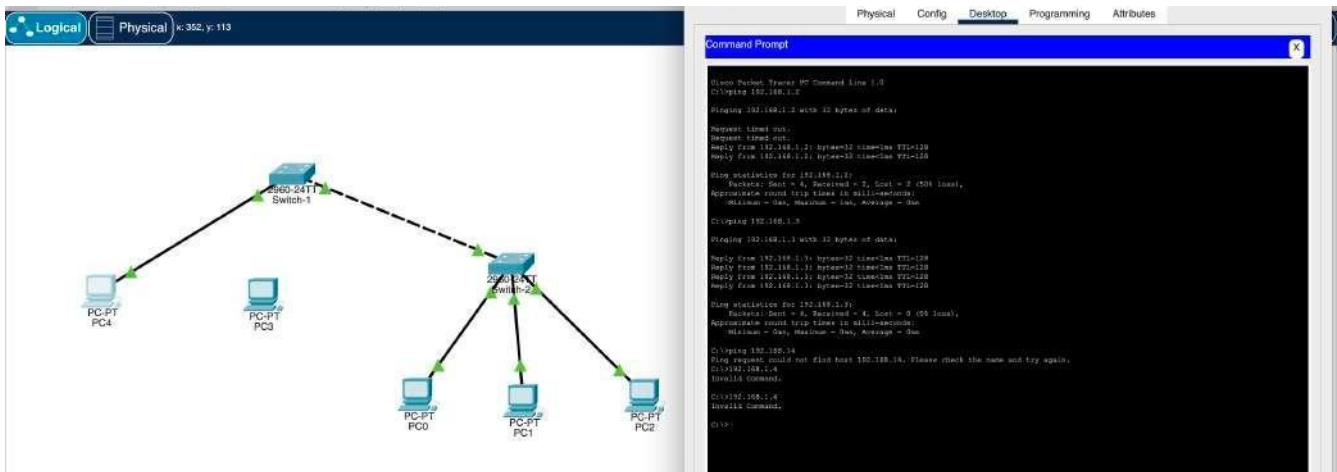 Logical Physical x: 352, y: 113
2960-24TT
Switch-1
2960-24TT
Switch-2
PC-PT
PC4
PC-PT
PC3
PC-PT
PC0
PC-PT
PC1
PC-PT
PC2
Physical Config Desktop Programming Attributes
Command Prompt X
Cisco Packet Tracer PC Command Line 1.0
C:\>ping 192.168.1.2
Pinging 192.168.1.2 with 32 bytes of data:
Request timed out.
Request timed out.
Reply from 192.168.1.2: bytes=32 time=1ms TTL=128
Reply from 192.168.1.2: bytes=32 time<1ms TTL=128
Ping statistics for 192.168.1.2:
Packets: Sent = 4, Received = 2, Lost = 2 (50% loss),
Approximate round trip times in milli-seconds:
Minimum = 0ms, Maximum = 1ms, Average = 0ms
C:\>ping 192.168.1.3
Pinging 192.168.1.3 with 32 bytes of data:
Reply from 192.168.1.3: bytes=32 time<1ms TTL=128
Reply from 192.168.1.3: bytes=32 time<1ms TTL=128
Reply from 192.168.1.3: bytes=32 time<1ms TTL=128
Reply from 192.168.1.3: bytes=32 time<1ms TTL=128
Ping statistics for 192.168.1.3:
Packets: Sent = 4, Received = 4, Lost = 0 (0% loss),
Approximate round trip times in milli-seconds:
Minimum = 0ms, Maximum = 0ms, Average = 0ms
C:\>ping 192.188.14
Ping request could not find host 192.188.14. Please check the name and try again.
C:\>192.168.1.4
Invalid Command.
C:\>192.168.1.4
Invalid Command.
C:\>